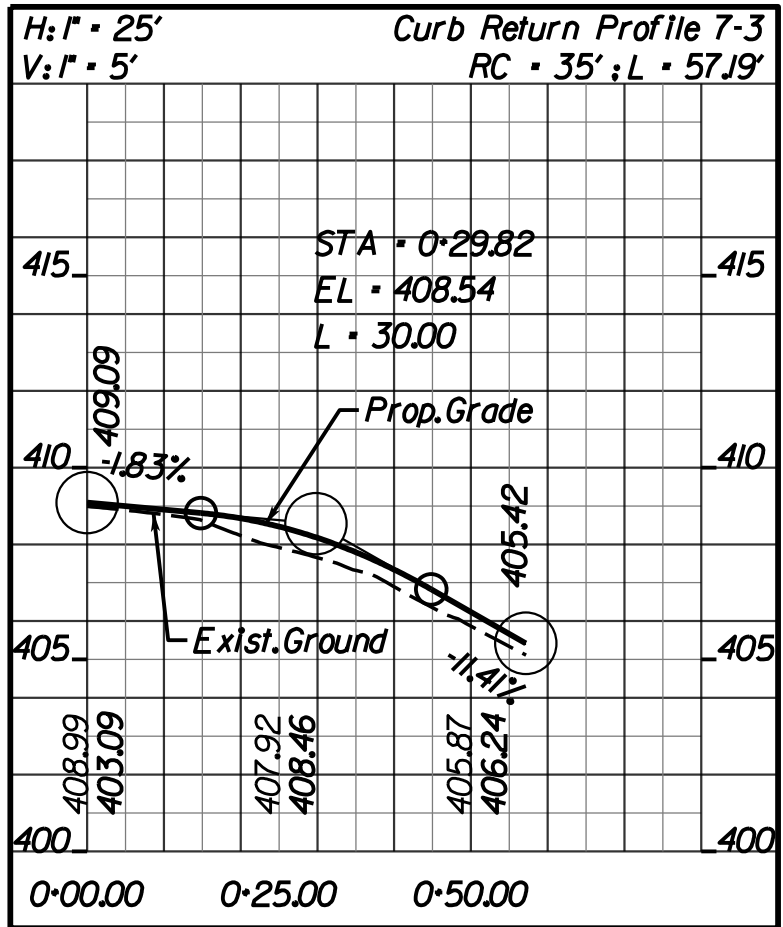 H: 1" = 25' Curb Return Profile 7-3
V: 1" = 5' RC = 35' ; L = 57.19'
STA = 0+29.82
415 415
EL = 408.54
L = 30.00
409.09
Prop. Grade
410 -1.83% 410
405.42
Exist. Ground
405 405
-11.41%
408.99
403.09
407.92
408.46
405.87
406.24
400 400
0+00.00 0+25.00 0+50.00